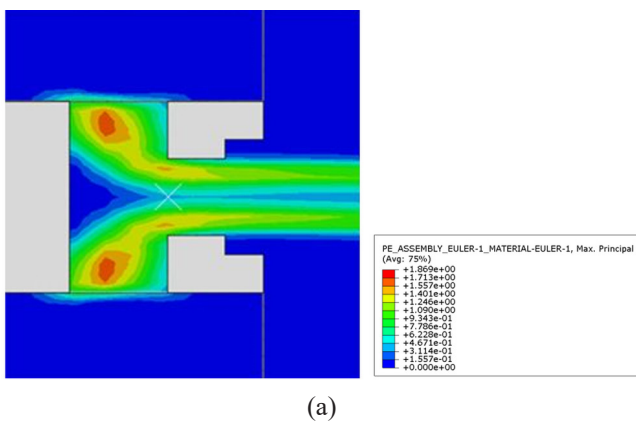 PE_ASSEMBLY_EULER-1_MATERIAL-EULER-1, Max. Principal
(Avg: 75%)
+1.869e+00
+1.713e+00
+1.557e+00
+1.401e+00
+1.246e+00
+1.090e+00
+9.343e-01
+7.786e-01
+6.228e-01
+4.671e-01
+3.114e-01
+1.557e-01
+0.000e+00
(a)